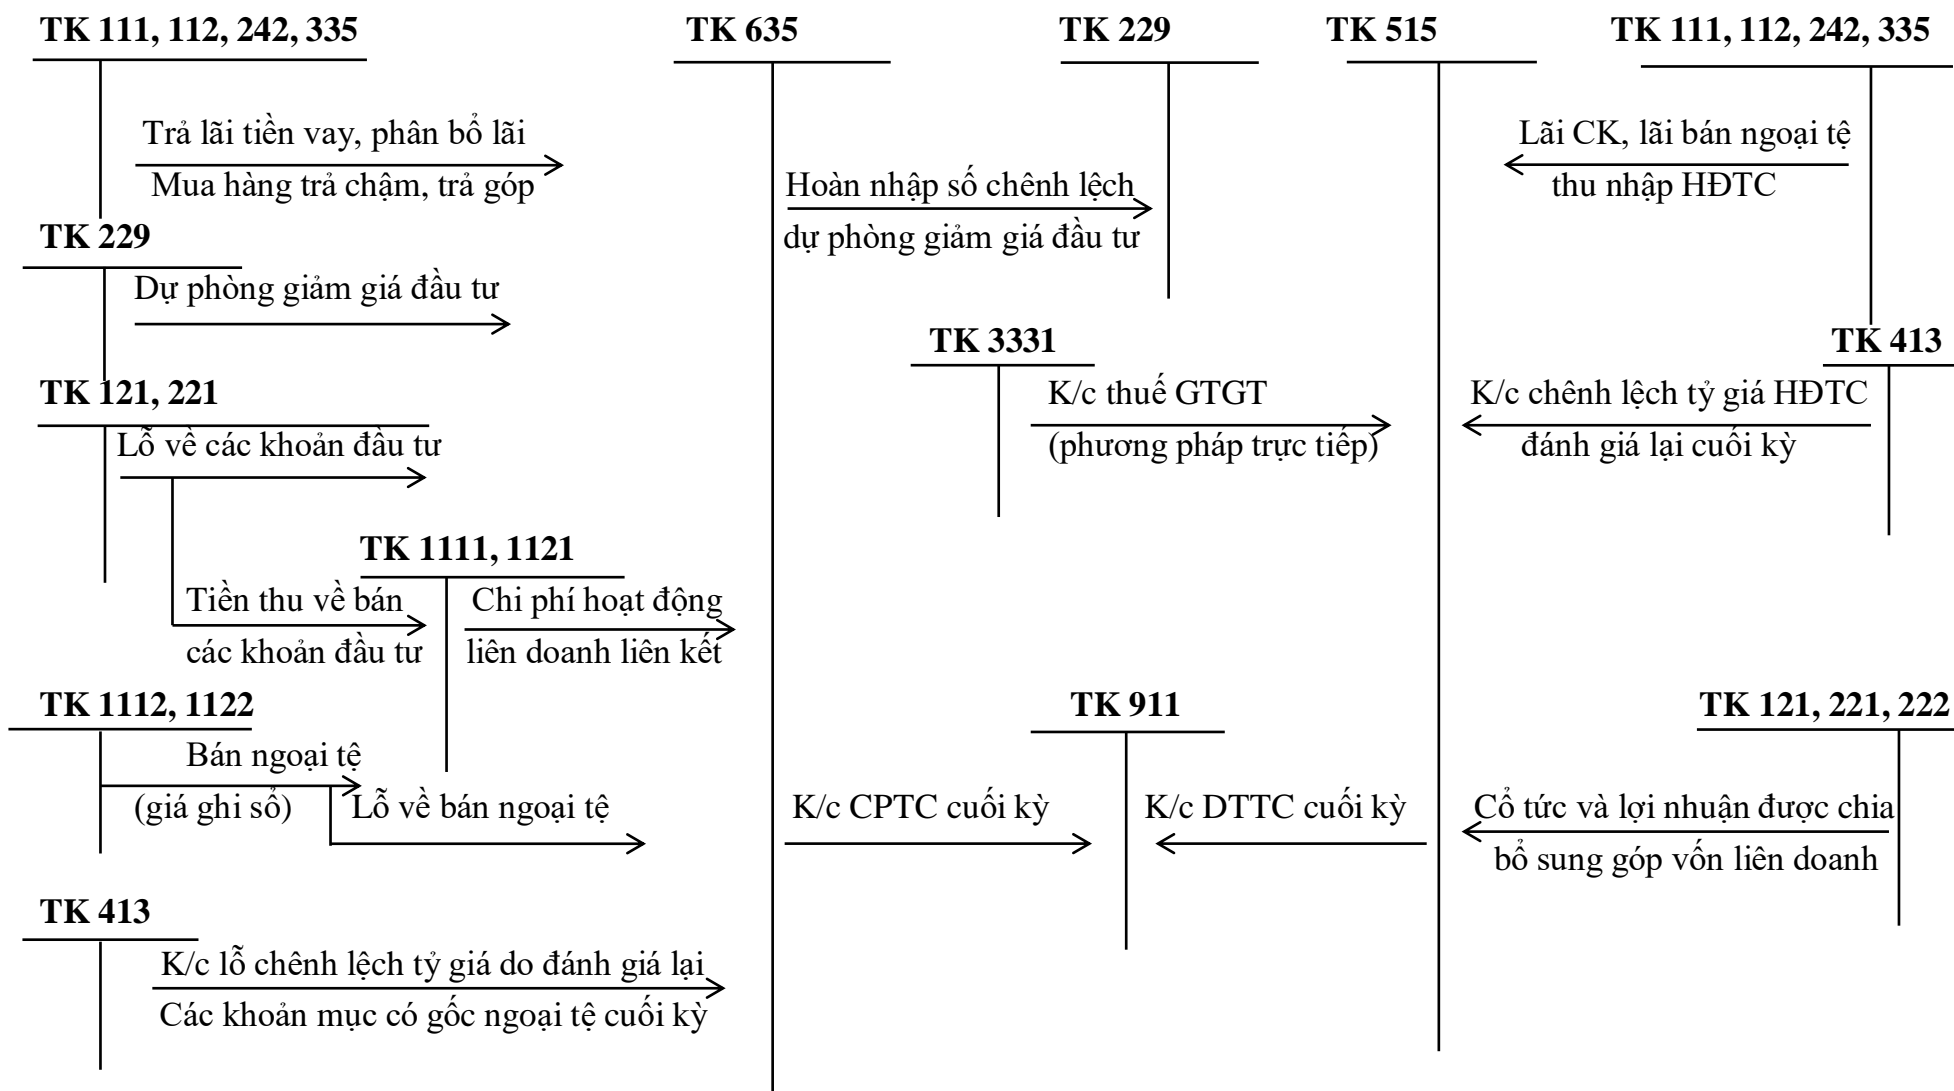 TK 111, 112, 242, 335
TK 635
TK 229
TK 515
TK 111, 112, 242, 335
Trả lãi tiền vay, phân bổ lãi
Mua hàng trả chậm, trả góp
Hoàn nhập số chênh lệch
dự phòng giảm giá đầu tư
Lãi CK, lãi bán ngoại tệ
thu nhập HĐTC
TK 229
Dự phòng giảm giá đầu tư
TK 3331
TK 413
K/c thuế GTGT
(phương pháp trực tiếp)
K/c chênh lệch tỷ giá HĐTC
đánh giá lại cuối kỳ
TK 121, 221
Lỗ về các khoản đầu tư
TK 1111, 1121
Tiền thu về bán
các khoản đầu tư
Chi phí hoạt động
liên doanh liên kết
TK 1112, 1122
TK 911
TK 121, 221, 222
Bán ngoại tệ
(giá ghi sổ)
Lỗ về bán ngoại tệ
K/c CPTC cuối kỳ
K/c DTTC cuối kỳ
Cổ tức và lợi nhuận được chia
bổ sung góp vốn liên doanh
TK 413
K/c lỗ chênh lệch tỷ giá do đánh giá lại
Các khoản mục có gốc ngoại tệ cuối kỳ